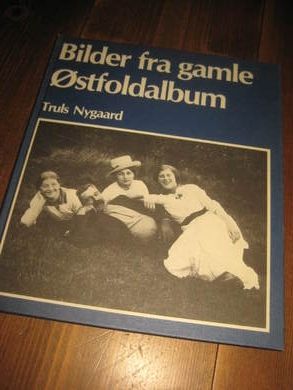 Bilder fra gamle
Østfoldalbum
Truls Nygaard